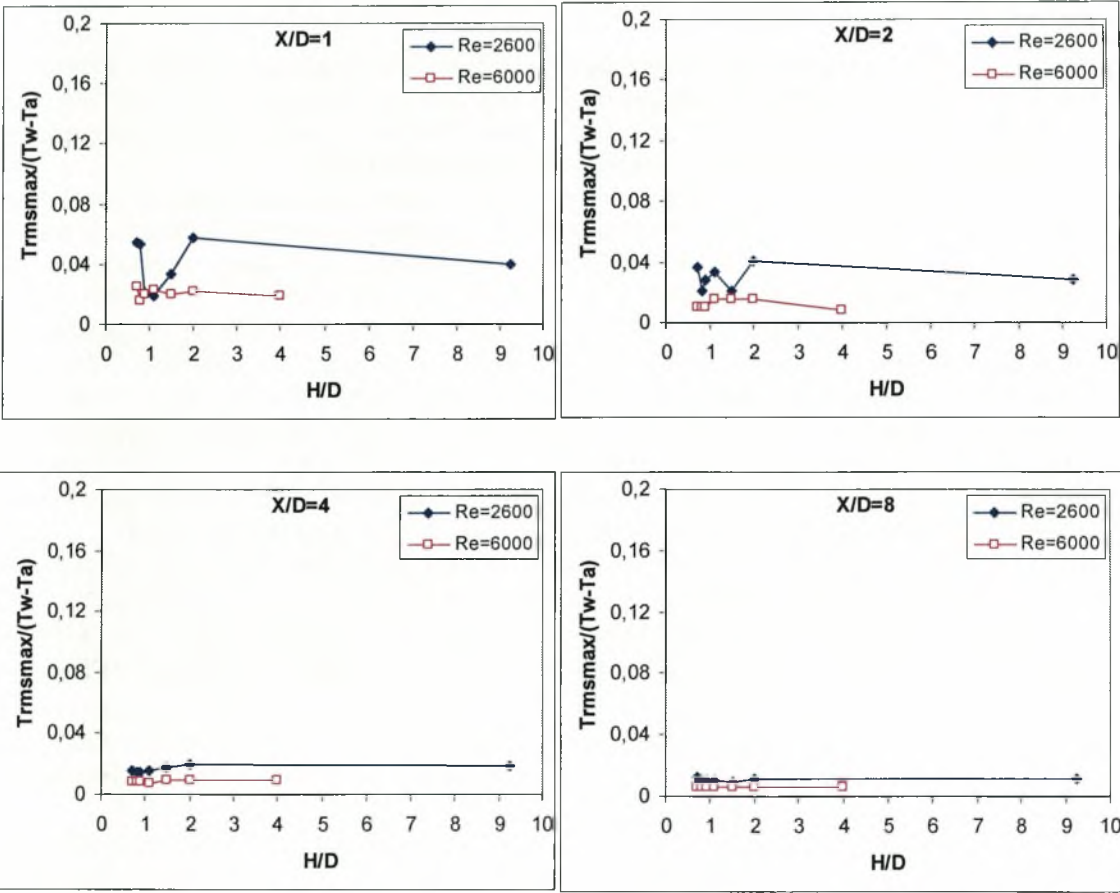 X/D=1
Re=2600
Re=6000
Trmsmax/(Tw-Ta)
0,2
0,16
0,12
0,08
0,04
0
0 1 2 3 4 5 6 7 8 9 10
H/D
X/D=2
Re=2600
Re=6000
Trmsmax/(Tw-Ta)
0,2
0,16
0,12
0,08
0,04
0
0 1 2 3 4 5 6 7 8 9 10
H/D
X/D=4
Re=2600
Re=6000
Trmsmax/(Tw-Ta)
0,2
0,16
0,12
0,08
0,04
0
0 1 2 3 4 5 6 7 8 9 10
H/D
X/D=8
Re=2600
Re=6000
Trmsmax/(Tw-Ta)
0,2
0,16
0,12
0,08
0,04
0
0 1 2 3 4 5 6 7 8 9 10
H/D